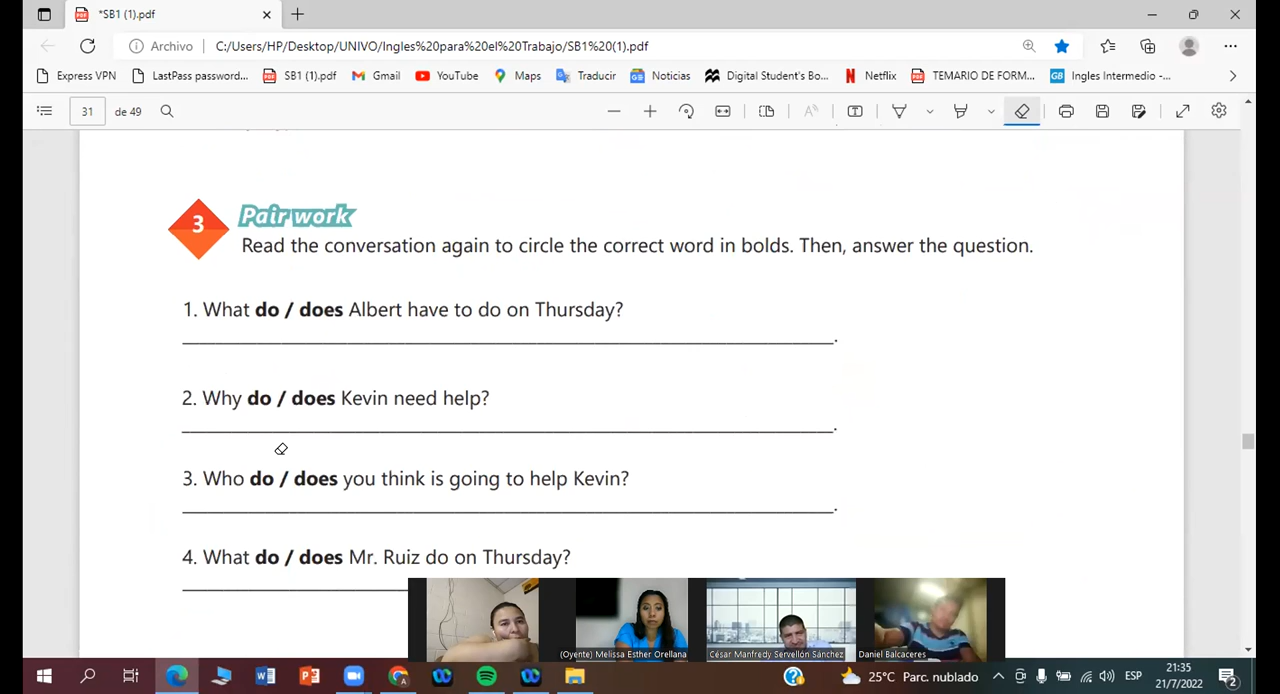 *SB1 (1).pdf
Archivo C:/Users/HP/Desktop/UNIVO/Ingles%20para%20el%20Trabajo/SB1%20(1).pdf
Express VPN LastPass password... SB1 (1).pdf Gmail YouTube Maps Traducir Noticias Digital Student's Bo... Netflix TEMARIO DE FORM... Ingles Intermedio -...
31 de 49
3 Pair work
Read the conversation again to circle the correct word in bolds. Then, answer the question.
1. What do / does Albert have to do on Thursday?
2. Why do / does Kevin need help?
3. Who do / does you think is going to help Kevin?
4. What do / does Mr. Ruiz do on Thursday?
(Oyente) Melissa Esther Orellana César Manfredy Servellón Sánchez Daniel Balcaceres
25°C Parc. nublado ESP 21:35
21/7/2022